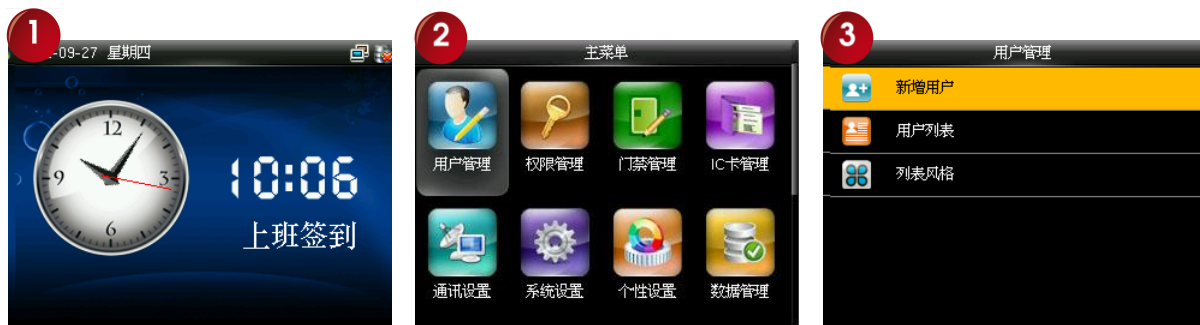 1
-09-27 星期四
12
9
3
6
10:06
上班签到
2
主菜单
用户管理 权限管理 门禁管理 IC卡管理
通讯设置 系统设置 个性设置 数据管理
3
用户管理
新增用户
用户列表
列表风格